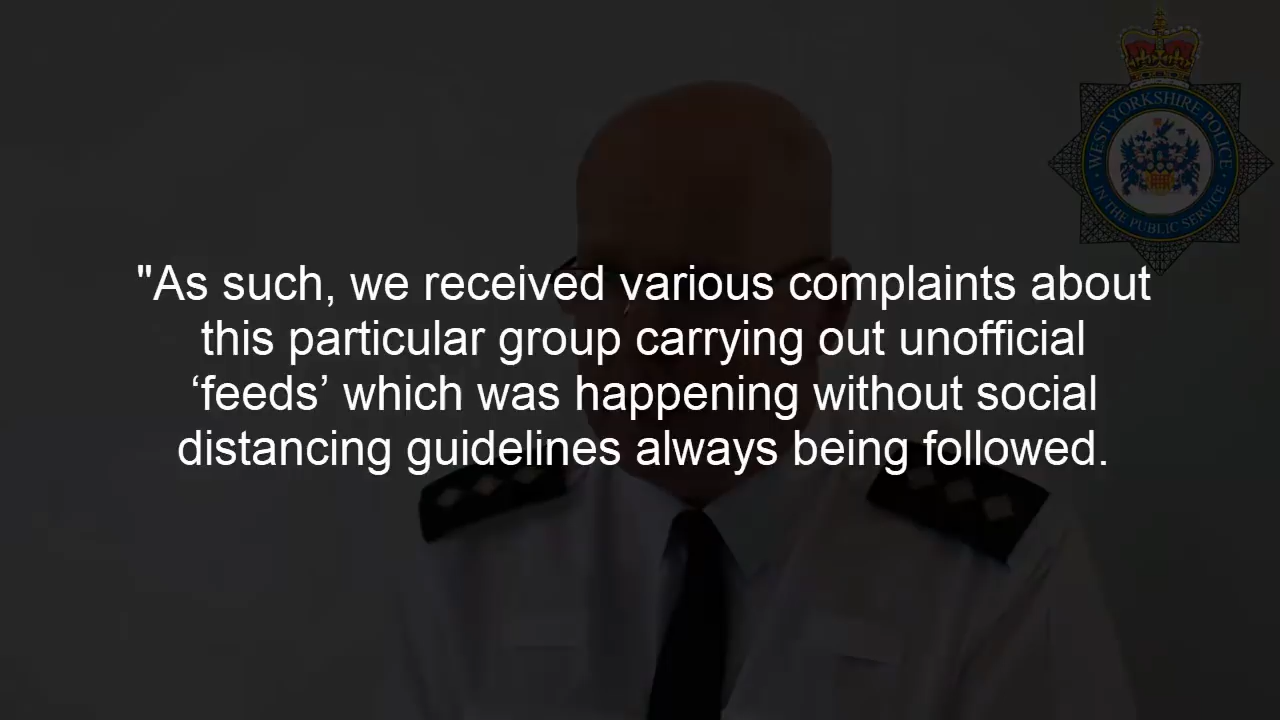 WEST YORKSHIRE POLICE
IN THE PUBLIC SERVICE
"As such, we received various complaints about
this particular group carrying out unofficial
‘feeds’ which was happening without social
distancing guidelines always being followed.